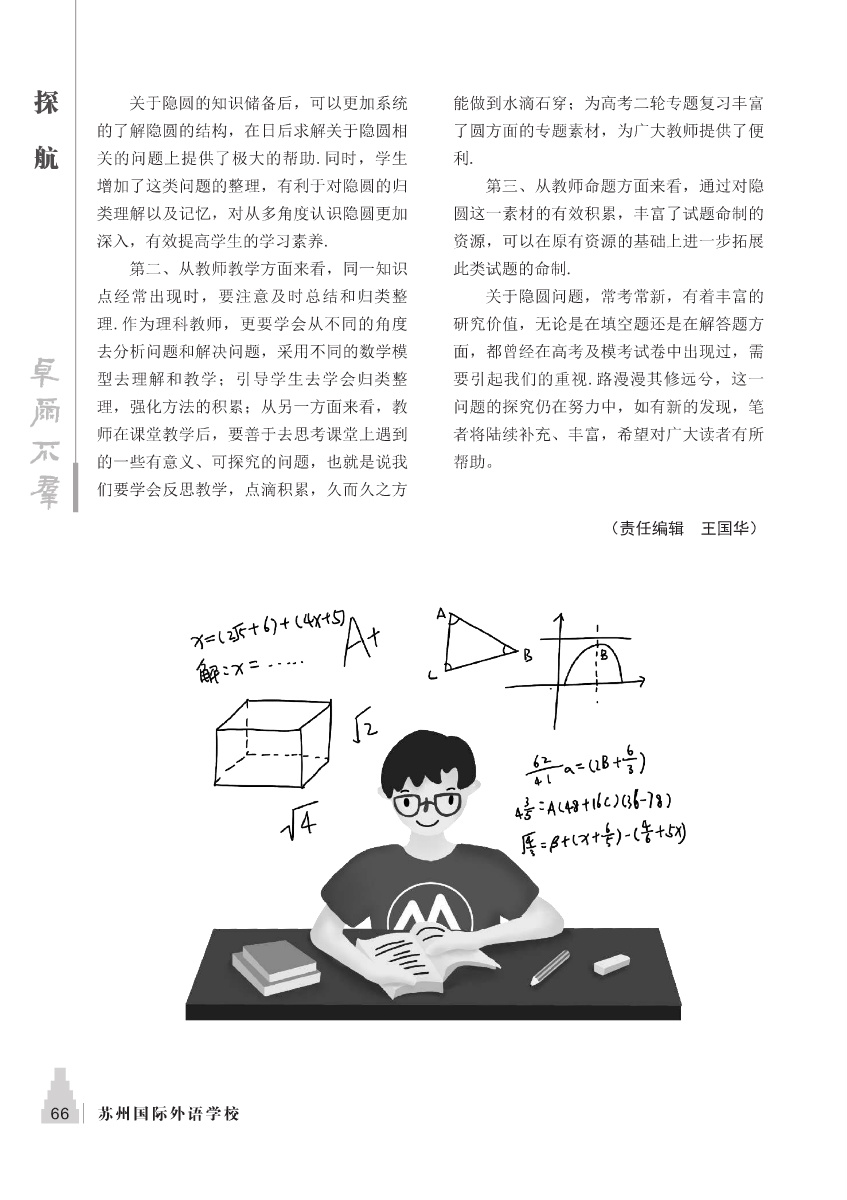 探
航
卓
爾
不
羣
关于隐圆的知识储备后，可以更加系统
的了解隐圆的结构，在日后求解关于隐圆相
关的问题上提供了极大的帮助.同时，学生
增加了这类问题的整理，有利于对隐圆的归
类理解以及记忆，对从多角度认识隐圆更加
深入，有效提高学生的学习素养.
第二、从教师教学方面来看，同一知识
点经常出现时，要注意及时总结和归类整
理.作为理科教师，更要学会从不同的角度
去分析问题和解决问题，采用不同的数学模
型去理解和教学；引导学生去学会归类整
理，强化方法的积累；从另一方面来看，教
师在课堂教学后，要善于去思考课堂上遇到
的一些有意义、可探究的问题，也就是说我
们要学会反思教学，点滴积累，久而久之方
能做到水滴石穿；为高考二轮专题复习丰富
了圆方面的专题素材，为广大教师提供了便
利.
第三、从教师命题方面来看，通过对隐
圆这一素材的有效积累，丰富了试题命制的
资源，可以在原有资源的基础上进一步拓展
此类试题的命制.
关于隐圆问题，常考常新，有着丰富的
研究价值，无论是在填空题还是在解答题方
面，都曾经在高考及模考试卷中出现过，需
要引起我们的重视.路漫漫其修远兮，这一
问题的探究仍在努力中，如有新的发现，笔
者将陆续补充、丰富，希望对广大读者有所
帮助。
（责任编辑　王国华）
x=(2√5+6)+(4x+5)
A+
解:x=.....
A
B
C
B
√2
√4
62/41 a=(2B+6/3)
4 3/5=A(48+16c)(36-78)
=β+(x+6/5)-(4/6+5x)
66
苏州国际外语学校